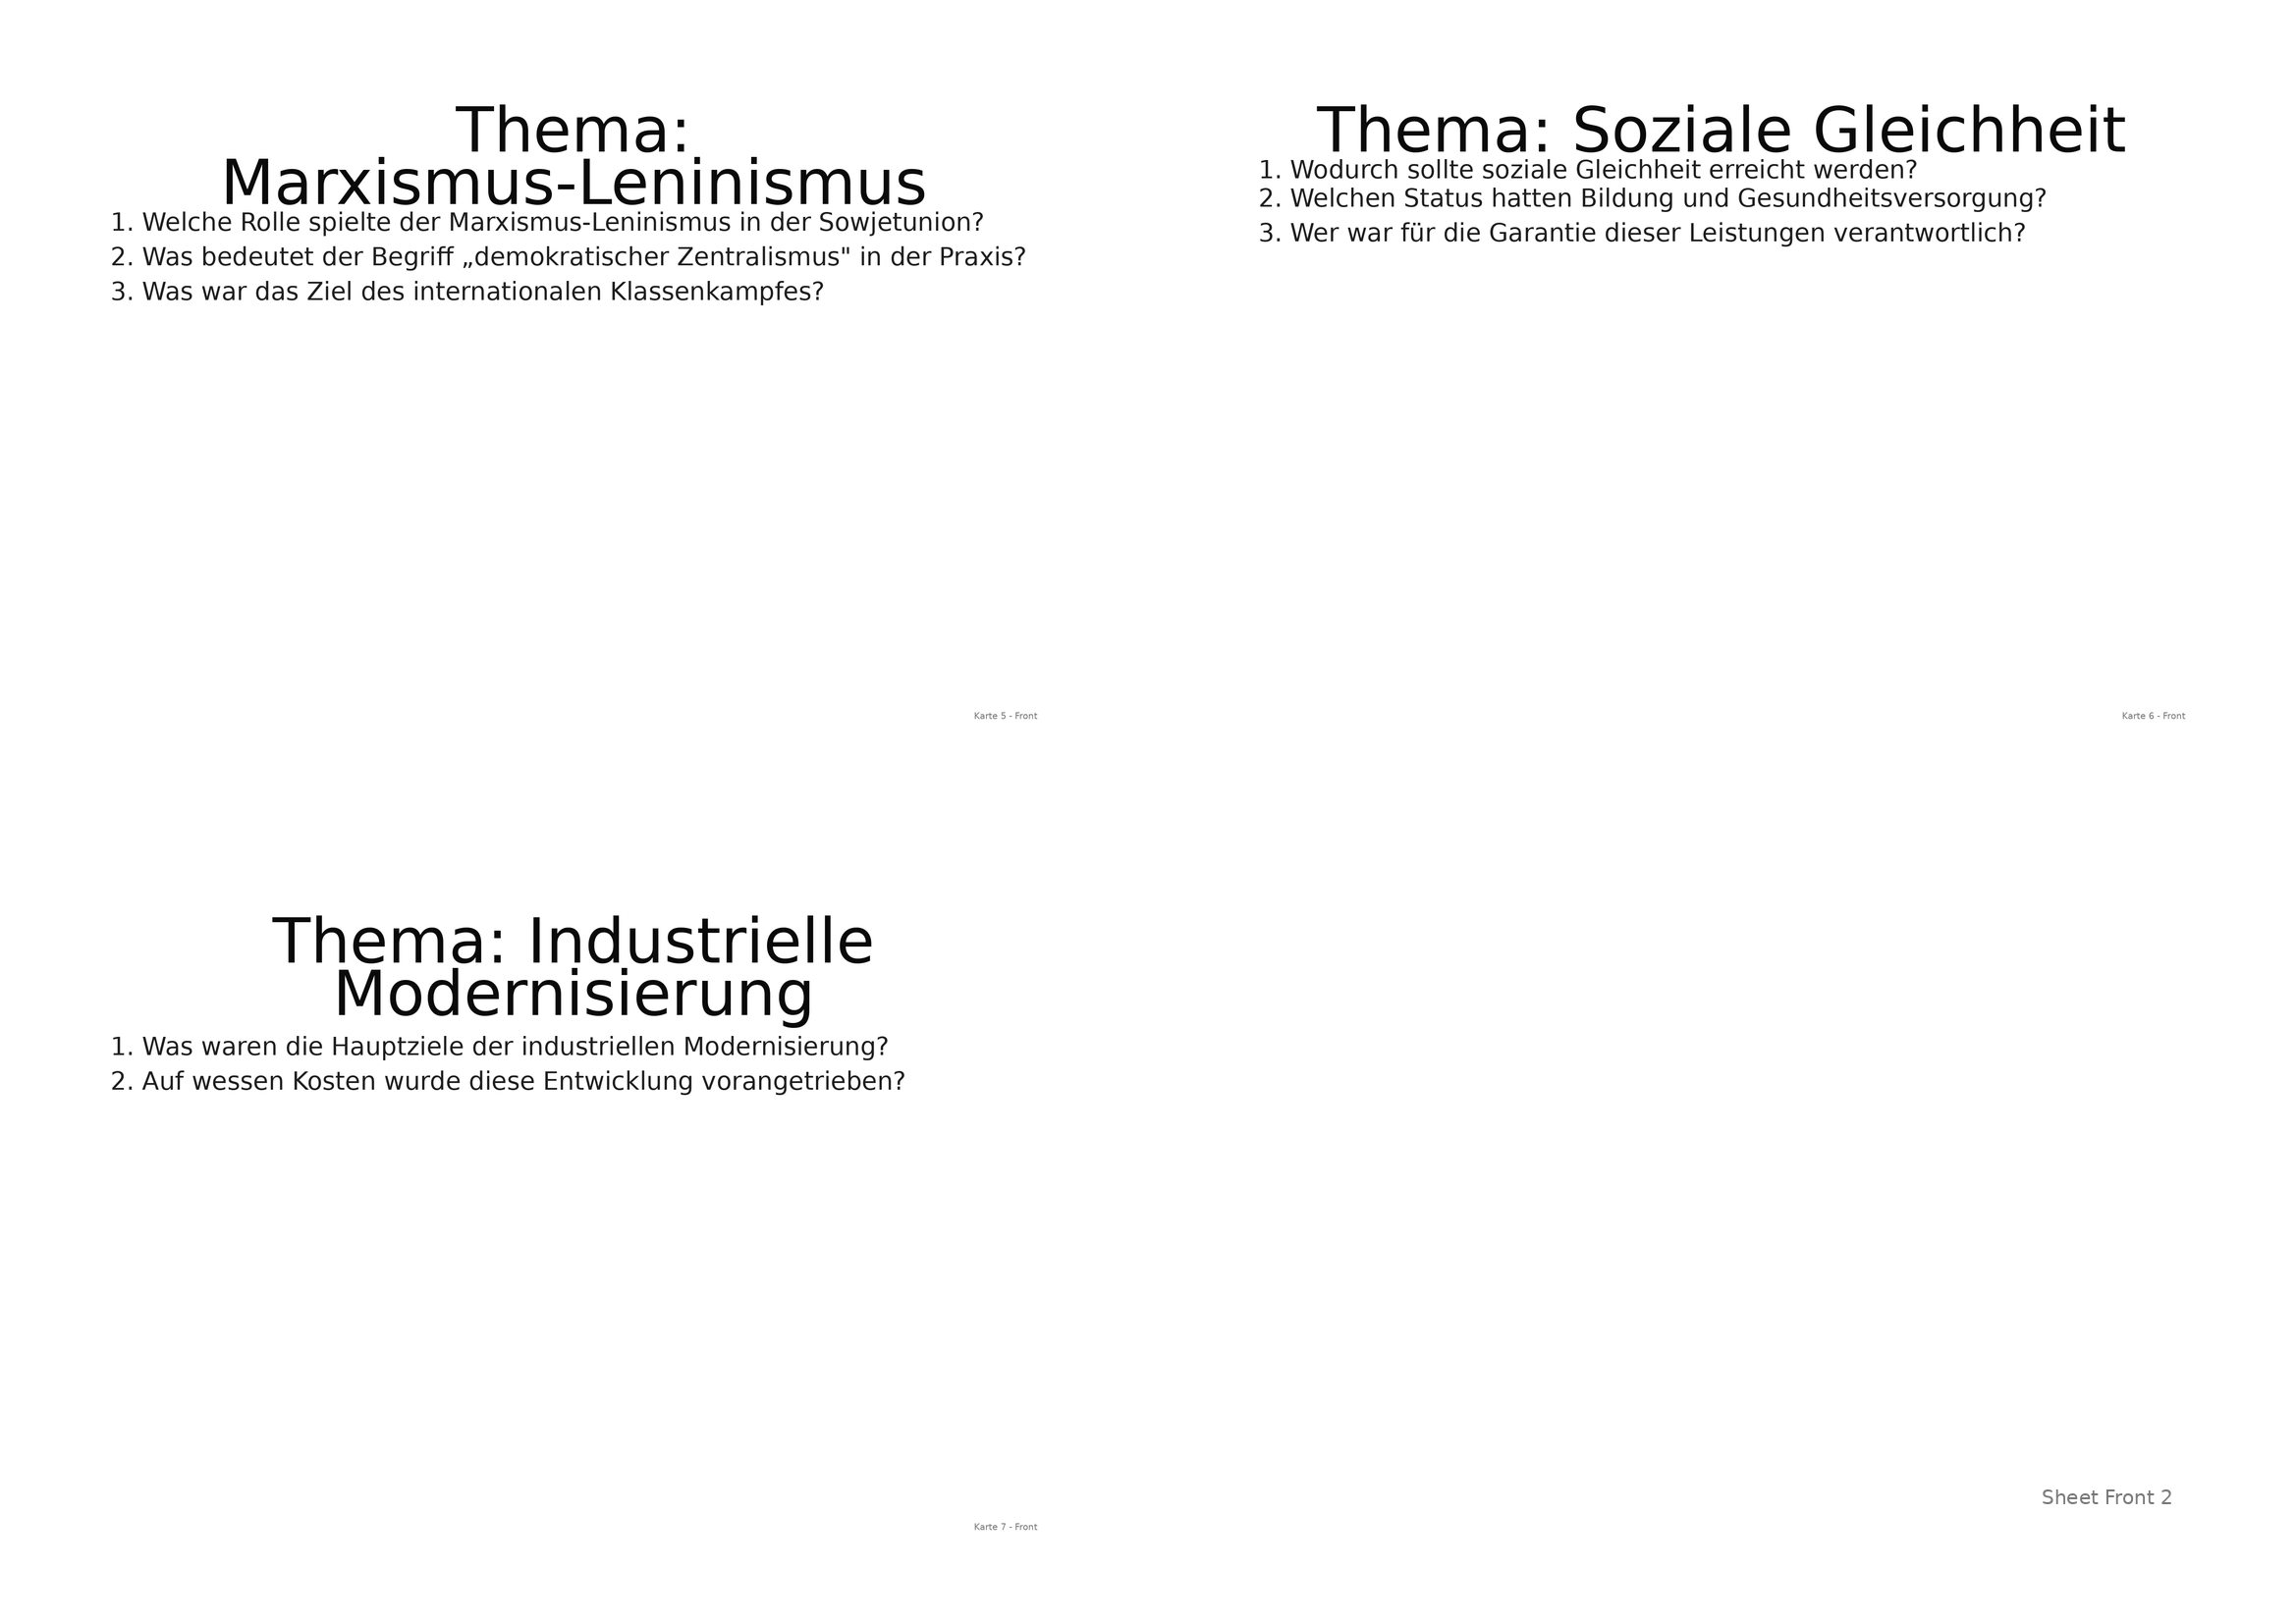 Thema:
Marxismus-Leninismus
1. Welche Rolle spielte der Marxismus-Leninismus in der Sowjetunion?
2. Was bedeutet der Begriff „demokratischer Zentralismus" in der Praxis?
3. Was war das Ziel des internationalen Klassenkampfes?
Karte 5 - Front
Thema: Soziale Gleichheit
1. Wodurch sollte soziale Gleichheit erreicht werden?
2. Welchen Status hatten Bildung und Gesundheitsversorgung?
3. Wer war für die Garantie dieser Leistungen verantwortlich?
Karte 6 - Front
Thema: Industrielle
Modernisierung
1. Was waren die Hauptziele der industriellen Modernisierung?
2. Auf wessen Kosten wurde diese Entwicklung vorangetrieben?
Karte 7 - Front
Sheet Front 2